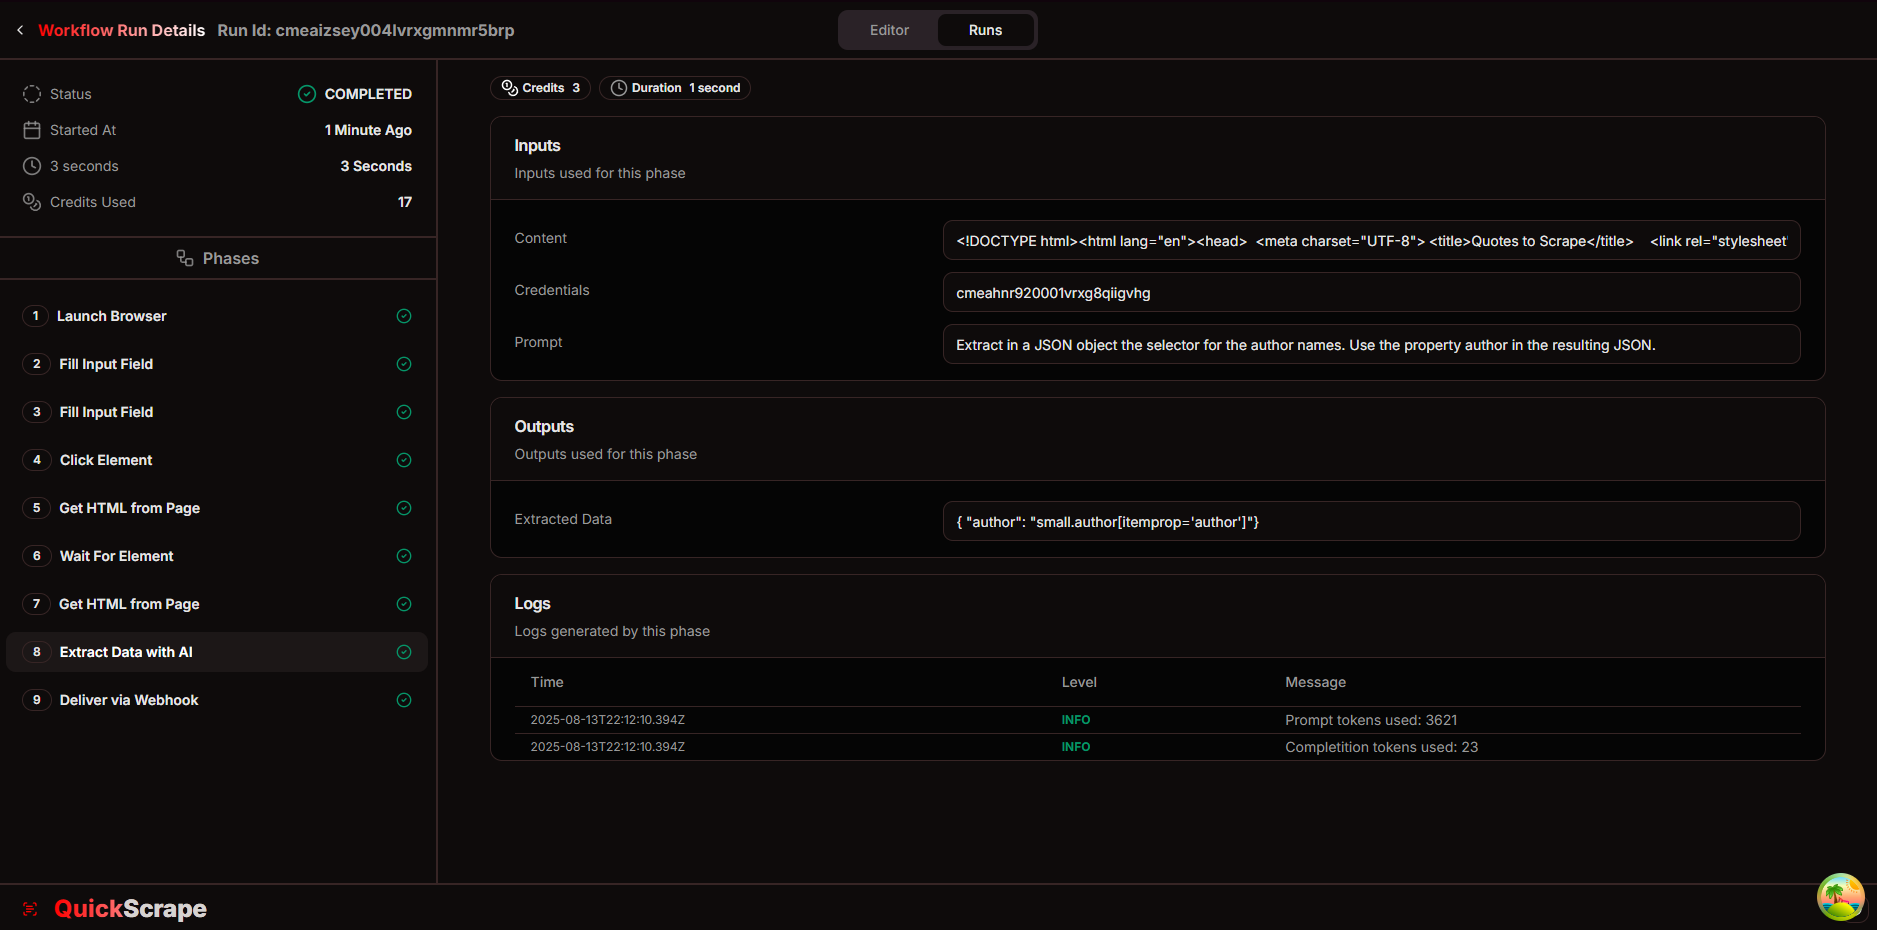 Workflow Run Details Run Id: cmeaizsey004lvrxgmnmr5brp
Editor Runs
Status COMPLETED
Started At 1 Minute Ago
3 seconds 3 Seconds
Credits Used 17
Phases
1 Launch Browser
2 Fill Input Field
3 Fill Input Field
4 Click Element
5 Get HTML from Page
6 Wait For Element
7 Get HTML from Page
8 Extract Data with AI
9 Deliver via Webhook
Credits 3 Duration 1 second
Inputs
Inputs used for this phase
Content <!DOCTYPE html><html lang="en"><head> <meta charset="UTF-8"> <title>Quotes to Scrape</title> <link rel="stylesheet"
Credentials cmeahnr920001vrxg8qiigvhg
Prompt Extract in a JSON object the selector for the author names. Use the property author in the resulting JSON.
Outputs
Outputs used for this phase
Extracted Data { "author": "small.author[itemprop='author']"}
Logs
Logs generated by this phase
Time Level Message
2025-08-13T22:12:10.394Z INFO Prompt tokens used: 3621
2025-08-13T22:12:10.394Z INFO Completition tokens used: 23
QuickScrape